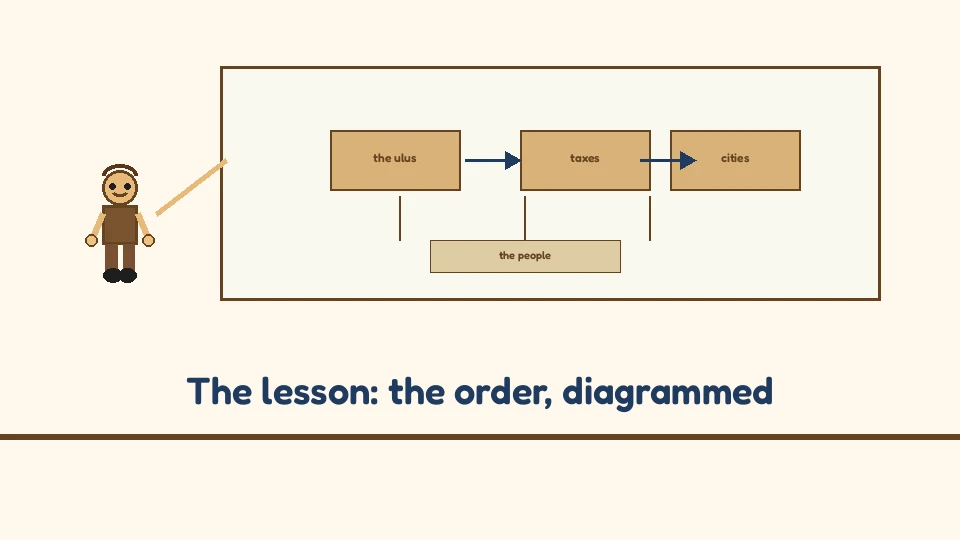 the ulus
taxes
cities
the people
The lesson: the order, diagrammed